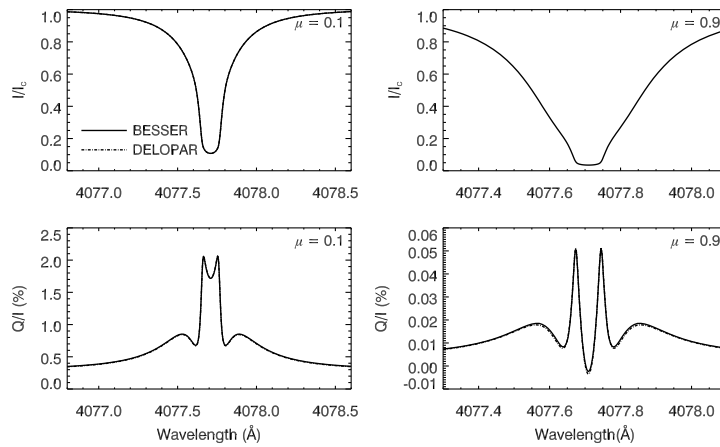 1.0
0.8
0.6
0.4
0.2
0.0
I/I_c
μ = 0.1
BESSER
DELOPAR
4077.0 4077.5 4078.0 4078.5
1.0
0.8
0.6
0.4
0.2
0.0
I/I_c
μ = 0.9
4077.4 4077.6 4077.8 4078.0
2.5
2.0
1.5
1.0
0.5
0.0
Q/I (%)
μ = 0.1
4077.0 4077.5 4078.0 4078.5
Wavelength (Å)
0.06
0.05
0.04
0.03
0.02
0.01
0.00
-0.01
Q/I (%)
μ = 0.9
4077.4 4077.6 4077.8 4078.0
Wavelength(Å)